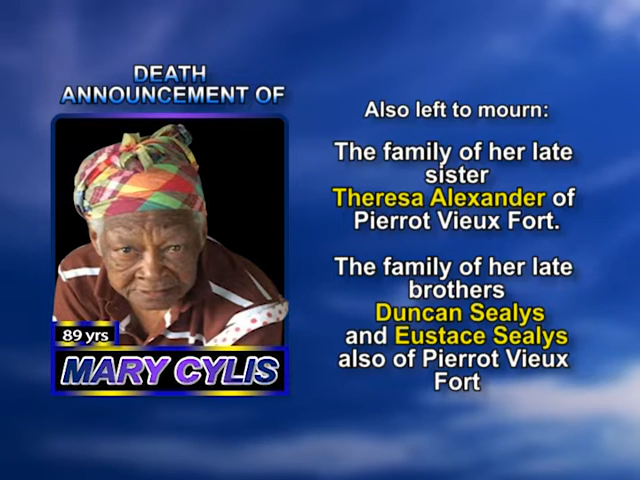 DEATH
ANNOUNCEMENT OF
89 yrs
MARY CYLIS
Also left to mourn:
The family of her late
sister
Theresa Alexander of
Pierrot Vieux Fort.
The family of her late
brothers
Duncan Sealys
and Eustace Sealys
also of Pierrot Vieux
Fort